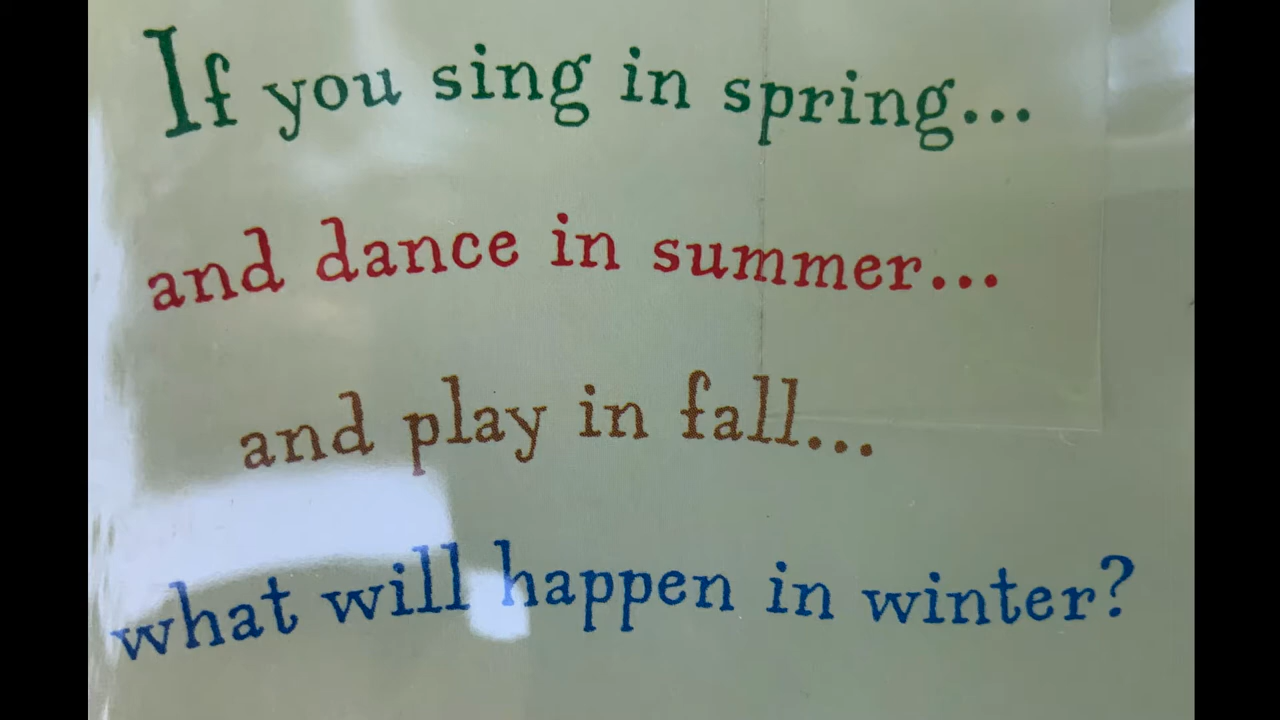 If you sing in spring...
and dance in summer...
and play in fall...
what will happen in winter?